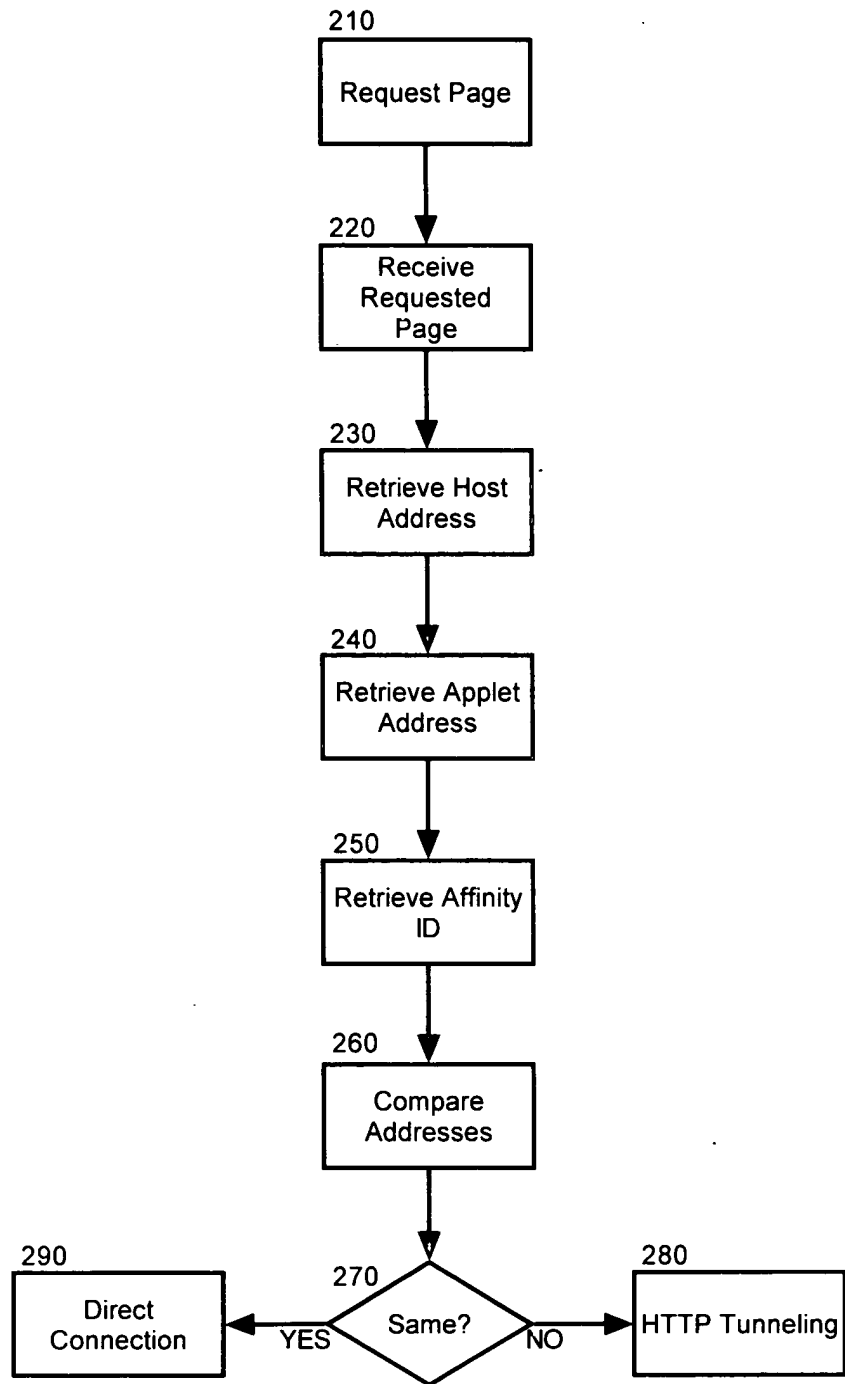 210
Request Page
220
Receive
Requested
Page
230
Retrieve Host
Address
240
Retrieve Applet
Address
250
Retrieve Affinity
ID
260
Compare
Addresses
290
Direct
Connection
YES
270
Same?
NO
280
HTTP Tunneling